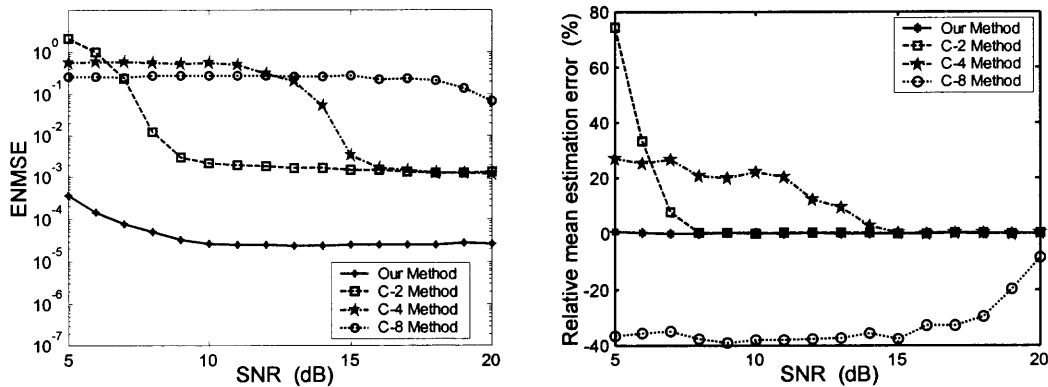 ENMSE
10^0
10^-1
10^-2
10^-3
10^-4
10^-5
10^-6
10^-7
5
10
15
20
SNR (dB)
Our Method
C-2 Method
C-4 Method
C-8 Method
Relative mean estimation error (%)
80
60
40
20
0
-20
-40
5
10
15
20
SNR (dB)
Our Method
C-2 Method
C-4 Method
C-8 Method